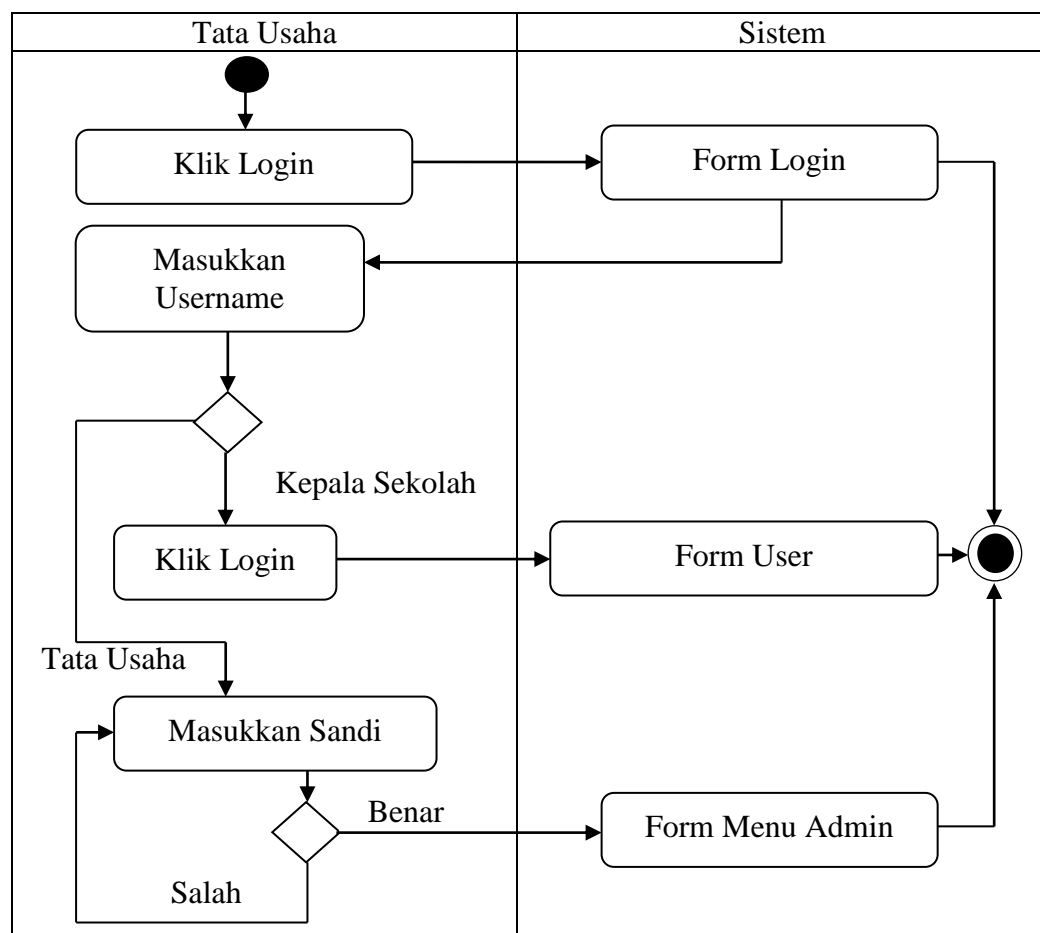 Tata Usaha
Sistem
Klik Login
Form Login
Masukkan
Username
Kepala Sekolah
Klik Login
Form User
Tata Usaha
Masukkan Sandi
Benar
Form Menu Admin
Salah